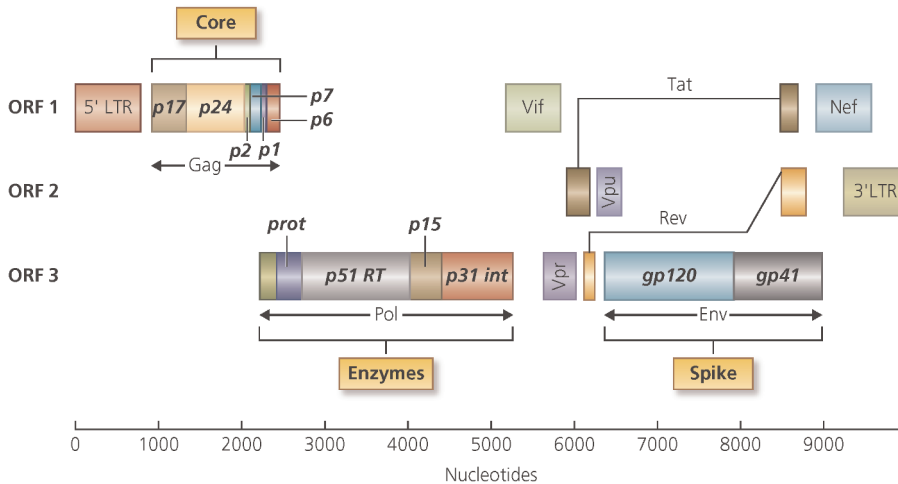 Core
ORF 1
5' LTR
p17
p24
p7
p6
p2
p1
Gag
Vif
Tat
Nef
ORF 2
Vpu
3'LTR
Rev
ORF 3
prot
p15
p51 RT
p31 int
Vpr
gp120
gp41
Pol
Env
Enzymes
Spike
0 1000 2000 3000 4000 5000 6000 7000 8000 9000
Nucleotides